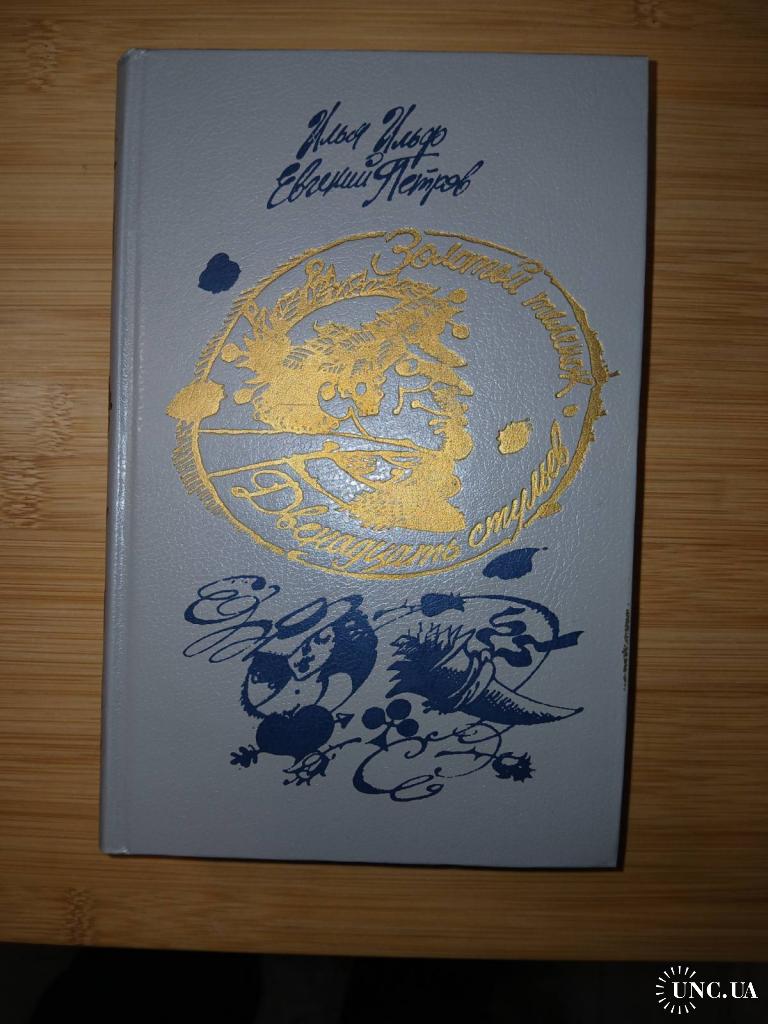 Илья Ильф
Евгений Петров
Золотой теленок.
Двенадцать стульев
UNC.UA